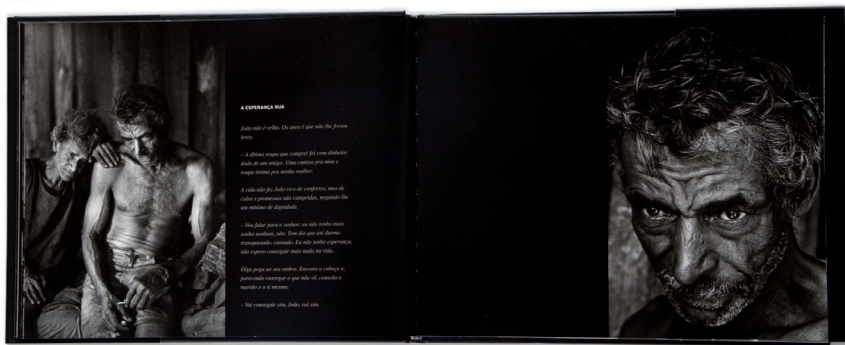 A ESPERANÇA NUA
João não é velho. Os anos é que não lhe foram
leves.
– A última roupa que comprei foi com dinheiro
dado de um amigo. Uma camisa pra mim e
roupa íntima pra minha mulher.
A vida não fez João rico de confortos, mas de
calos e promessas não cumpridas, negando-lhe
um mínimo de dignidade.
– Vou falar para o senhor: eu não tenho mais
sonho nenhum, não. Tem dia que até durmo
transpassado, cansado. Eu não tenho esperança,
não espero conseguir mais nada na vida.
Olga pega no seu ombro. Encosta a cabeça e,
parecendo enxergar o que não vê, consola o
marido e a si mesma.
– Vai conseguir sim, João, vai sim.